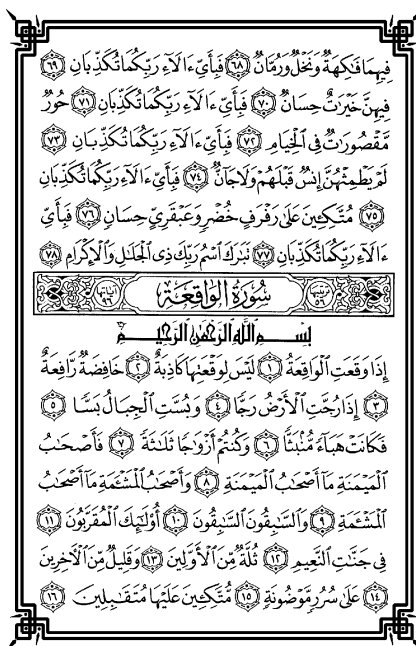 فِيهِمَا فَٰكِهَةٌ وَنَخْلٌ وَرُمَّانٌ ٦٨ فَبِأَيِّ ءَالَآءِ رَبِّكُمَا تُكَذِّبَانِ ٦٩
فِيهِنَّ خَيْرَٰتٌ حِسَانٌ ٧٠ فَبِأَيِّ ءَالَآءِ رَبِّكُمَا تُكَذِّبَانِ ٧١ حُورٌ
مَّقْصُورَٰتٌ فِي ٱلْخِيَامِ ٧٢ فَبِأَيِّ ءَالَآءِ رَبِّكُمَا تُكَذِّبَانِ ٧٣
لَمْ يَطْمِثْهُنَّ إِنسٌ قَبْلَهُمْ وَلَا جَآنٌّ ٧٤ فَبِأَيِّ ءَالَآءِ رَبِّكُمَا تُكَذِّبَانِ
٧٥ مُتَّكِـِٔينَ عَلَىٰ رَفْرَفٍ خُضْرٍ وَعَبْقَرِيٍّ حِسَانٍ ٧٦ فَبِأَيِّ
ءَالَآءِ رَبِّكُمَا تُكَذِّبَانِ ٧٧ تَبَٰرَكَ ٱسْمُ رَبِّكَ ذِي ٱلْجَلَٰلِ وَٱلْإِكْرَامِ ٧٨
سُورَةُ الْوَاقِعَة
بِسْمِ ٱللَّهِ ٱلرَّحْمَٰنِ ٱلرَّحِيمِ
إِذَا وَقَعَتِ ٱلْوَاقِعَةُ ١ لَيْسَ لِوَقْعَتِهَا كَاذِبَةٌ ٢ خَافِضَةٌ رَّافِعَةٌ
٣ إِذَا رُجَّتِ ٱلْأَرْضُ رَجًّا ٤ وَبُسَّتِ ٱلْجِبَالُ بَسًّا ٥
فَكَانَتْ هَبَآءً مُّنۢبَثًّا ٦ وَكُنتُمْ أَزْوَٰجًا ثَلَٰثَةً ٧ فَأَصْحَٰبُ
ٱلْمَيْمَنَةِ مَآ أَصْحَٰبُ ٱلْمَيْمَنَةِ ٨ وَأَصْحَٰبُ ٱلْمَشْـَٔمَةِ مَآ أَصْحَٰبُ
ٱلْمَشْـَٔمَةِ ٩ وَٱلسَّٰبِقُونَ ٱلسَّٰبِقُونَ ١٠ أُو۟لَٰٓئِكَ ٱلْمُقَرَّبُونَ ١١
فِي جَنَّٰتِ ٱلنَّعِيمِ ١٢ ثُلَّةٌ مِّنَ ٱلْأَوَّلِينَ ١٣ وَقَلِيلٌ مِّنَ ٱلْءَاخِرِينَ
١٤ عَلَىٰ سُرُرٍ مَّوْضُونَةٍ ١٥ مُّتَّكِـِٔينَ عَلَيْهَا مُتَقَٰبِلِينَ ١٦